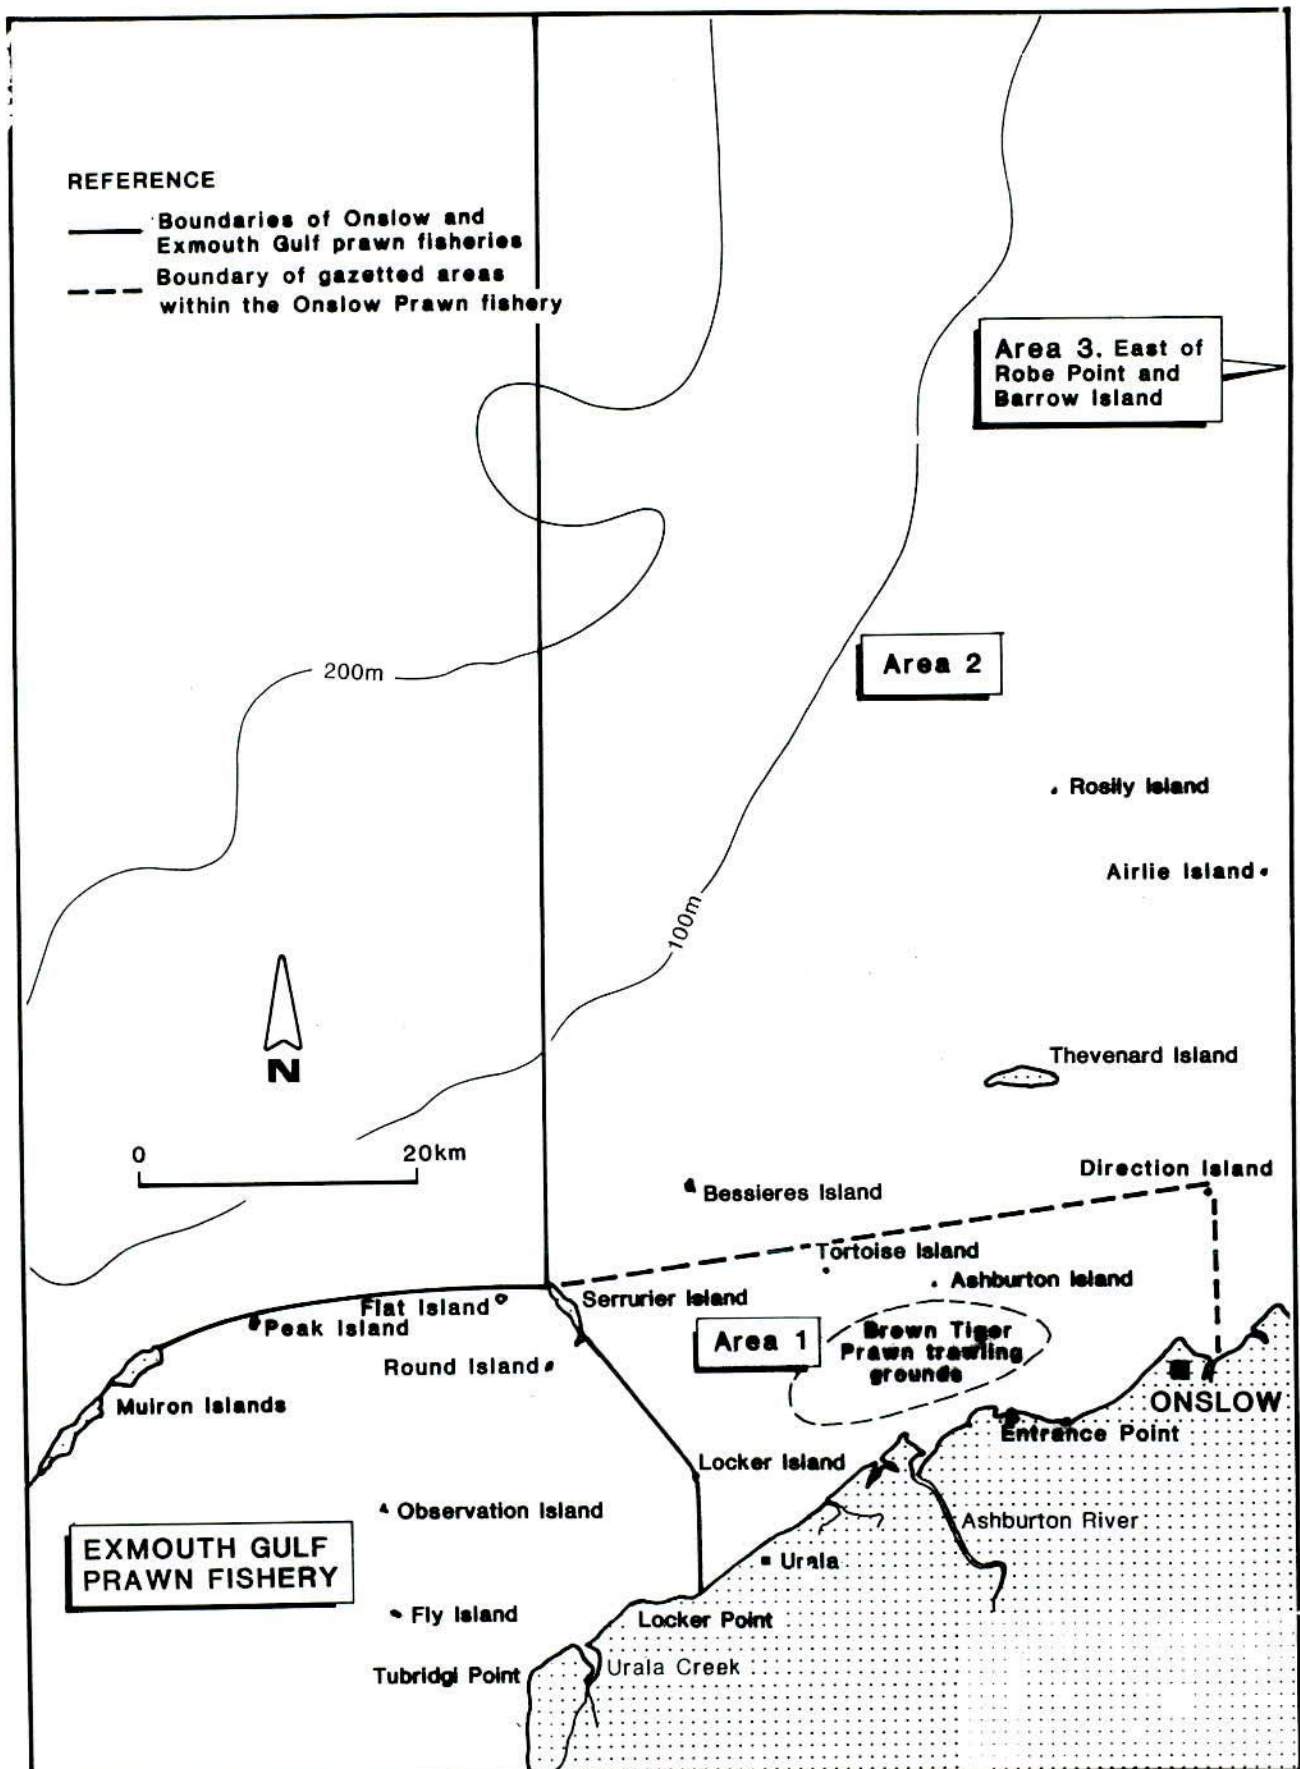 REFERENCE
Boundaries of Onslow and
Exmouth Gulf prawn fisheries
Boundary of gazetted areas
within the Onslow Prawn fishery
Area 3. East of
Robe Point and
Barrow Island
Area 2
200m
Rosily Island
Airlie Island
100m
N
Thevenard Island
0 20km
Direction Island
Bessieres Island
Tortoise Island
Ashburton Island
Serrurier Island
Flat Island
Peak Island
Area 1
Brown Tiger
Prawn trawling
grounds
Round Island
Muiron Islands
ONSLOW
Entrance Point
Locker Island
Observation Island
Ashburton River
EXMOUTH GULF
PRAWN FISHERY
Urala
Fly Island
Locker Point
Tubridgi Point
Urala Creek